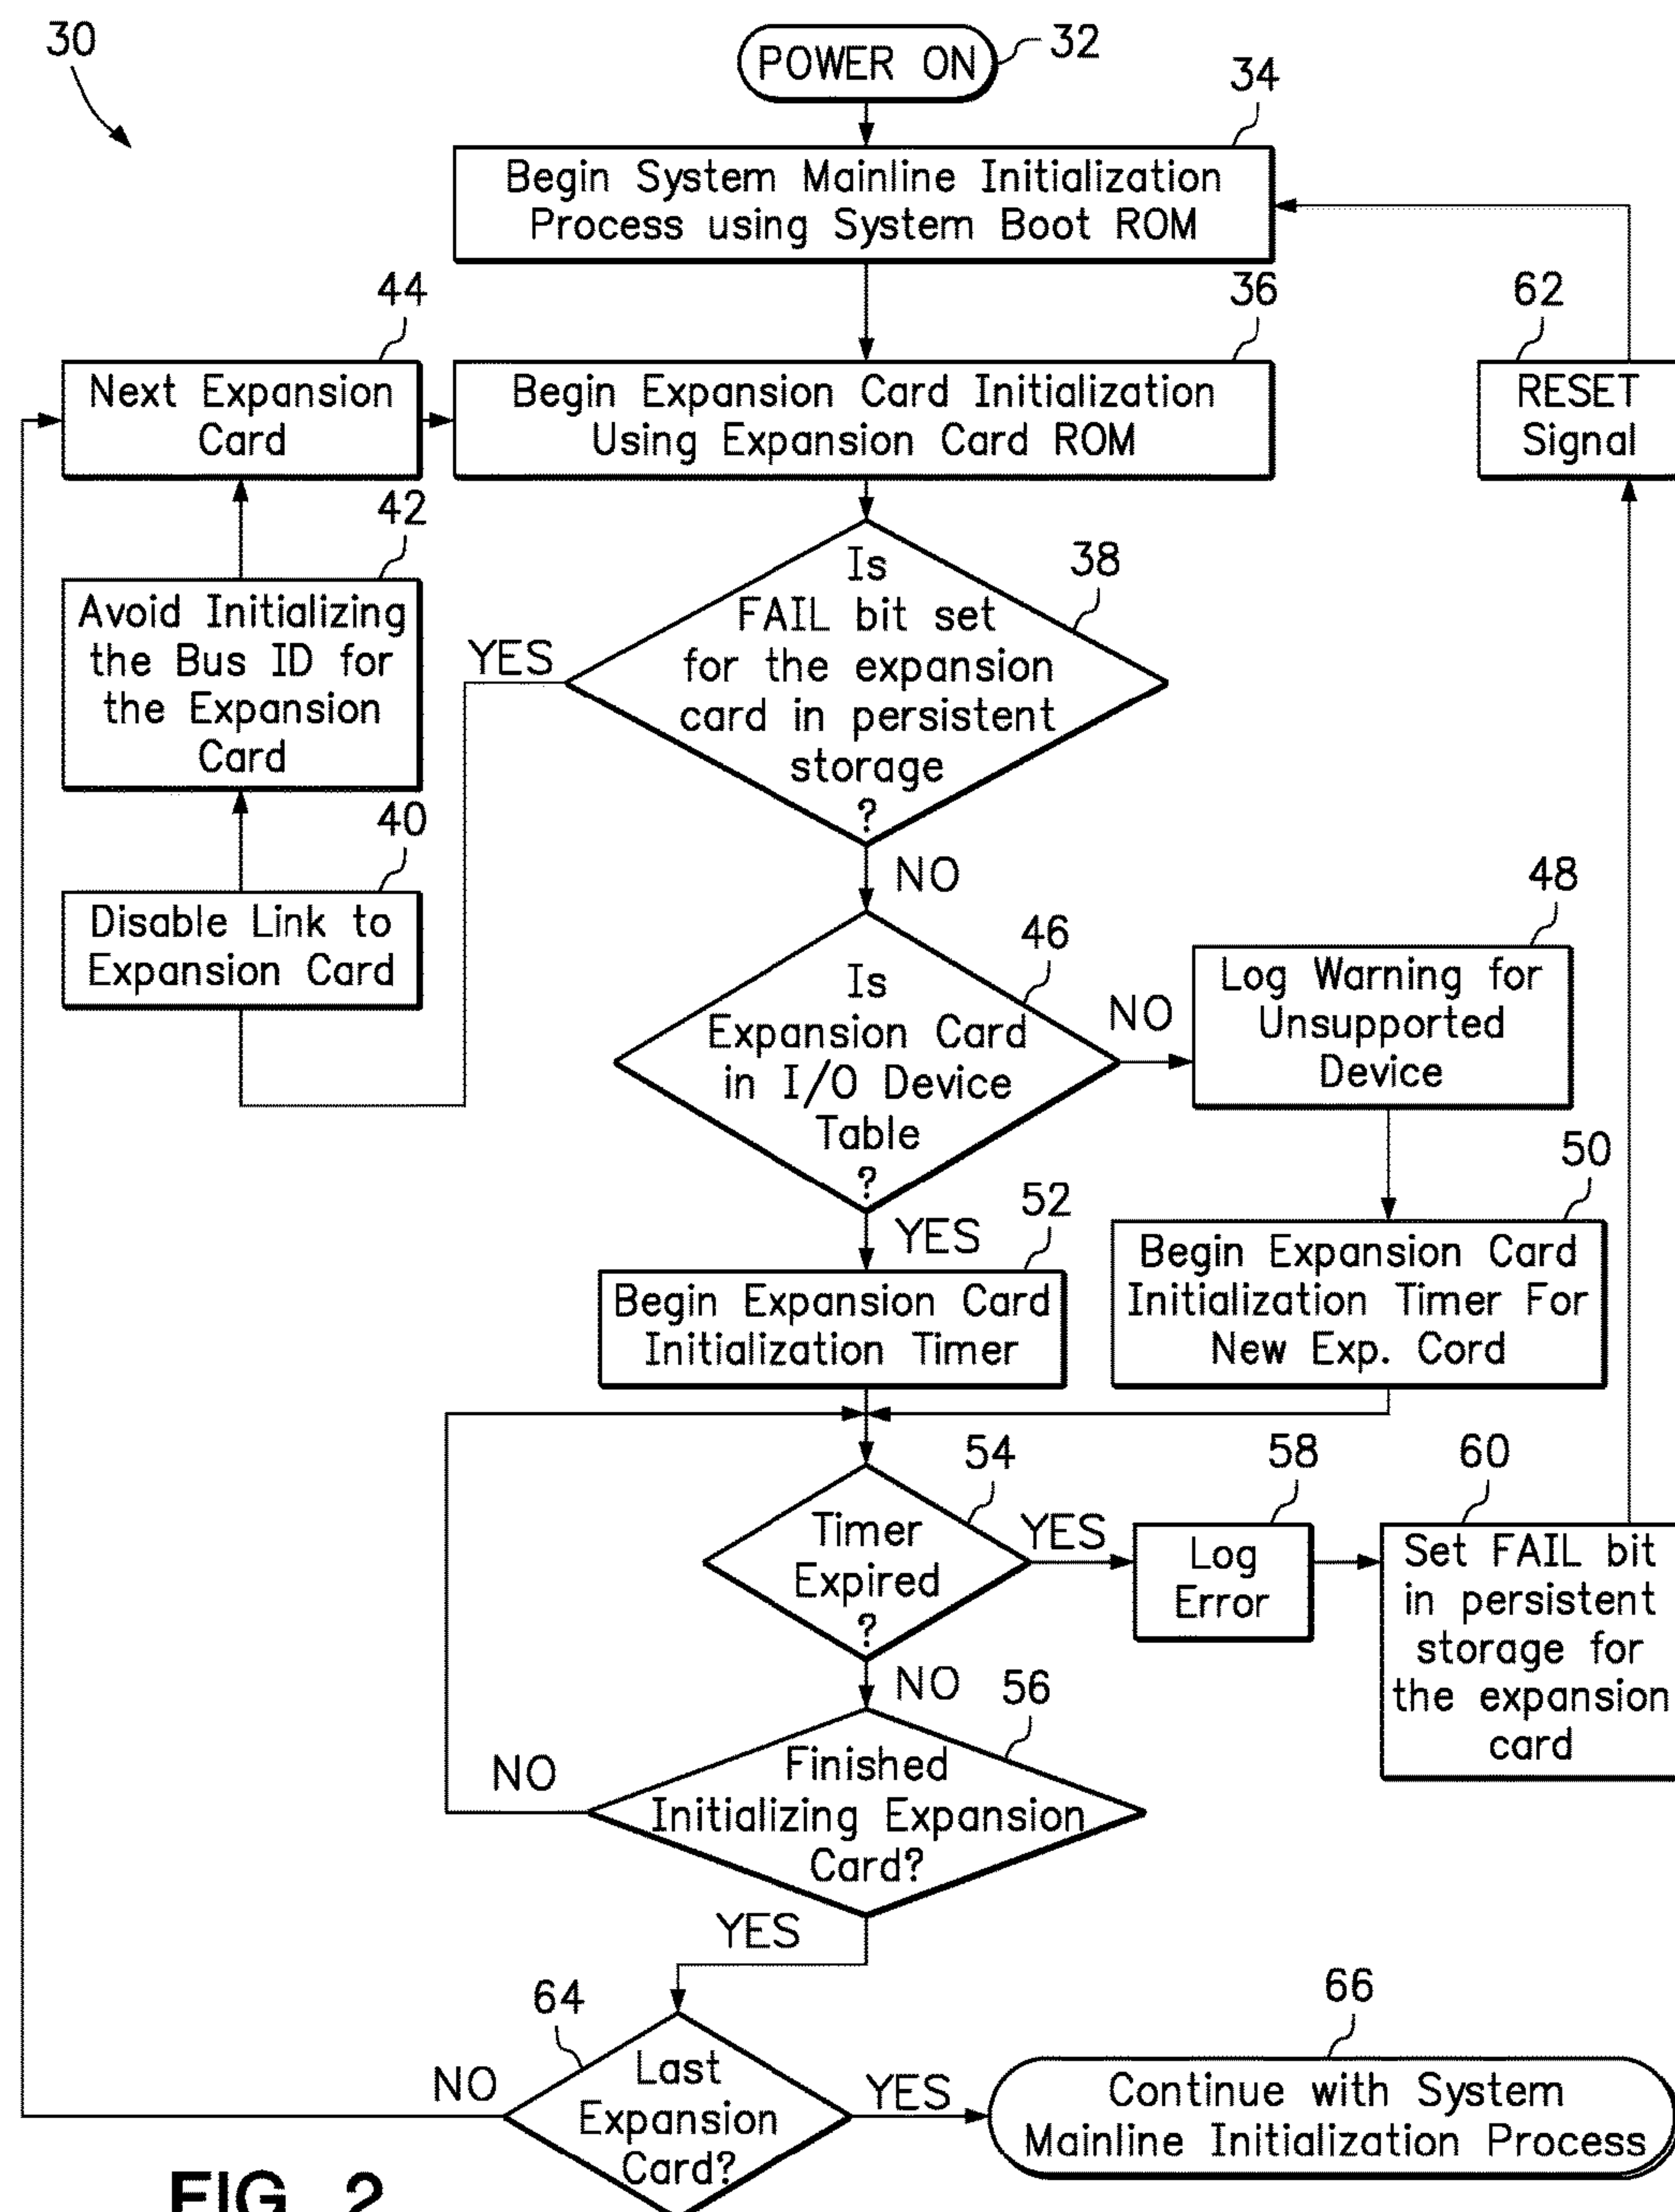 30
POWER ON
32
34
Begin System Mainline Initialization
Process using System Boot ROM
44
36
62
Next Expansion
Card
Begin Expansion Card Initialization
Using Expansion Card ROM
RESET
Signal
42
Avoid Initializing
the Bus ID for
the Expansion
Card
YES
Is
FAIL bit set
for the expansion
card in persistent
storage
?
38
40
NO
Disable Link to
Expansion Card
46
48
Is
Expansion Card
in I/O Device
Table
?
NO
Log Warning for
Unsupported
Device
YES
52
50
Begin Expansion Card
Initialization Timer
Begin Expansion Card
Initialization Timer For
New Exp. Cord
54
58
60
Timer
Expired
?
YES
Log
Error
Set FAIL bit
in persistent
storage for
the expansion
card
NO
56
NO
Finished
Initializing Expansion
Card?
YES
64
66
NO
Last
Expansion
Card?
YES
Continue with System
Mainline Initialization Process
FIG. 2